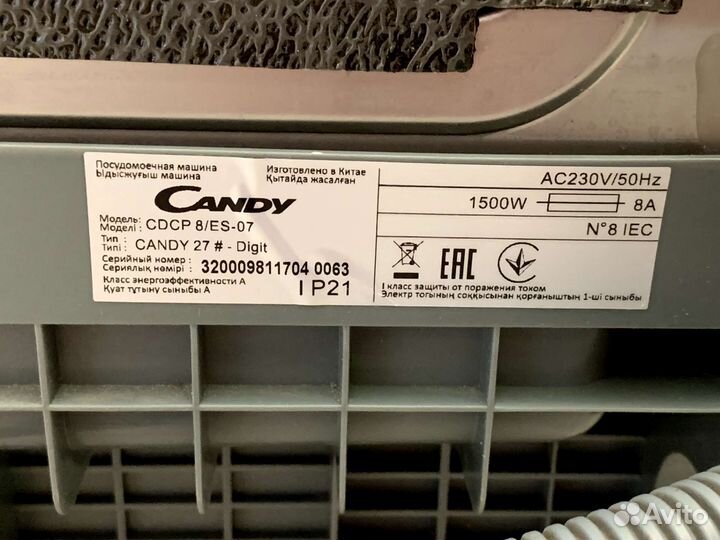 Посудомоечная машина
Ыдысжуғыш машина
Изготовлено в Китае
Қытайда жасалған
CANDY
Модель: CDCP 8/ES-07
Моделі :
Тип : CANDY 27 # - Digit
Типі :
Серийный номер: 320009811704 0063
Сериялық нөмірі :
Класс энергоэффективности А
Қуат тұтыну сыныбы А
I P21
AC230V/50Hz
1500W 8A
N°8 IEC
EAC
I класс защиты от поражения током
Электр тогының соққысынан қорғаныштың 1-ші сыныбы
Avito